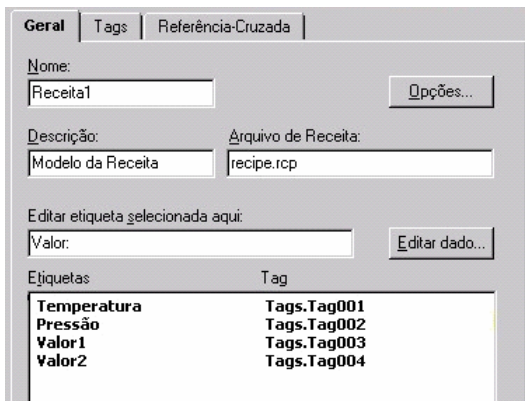 Geral Tags Referência-Cruzada
Nome:
Receita1 Opções...
Descrição: Arquivo de Receita:
Modelo da Receita recipe.rcp
Editar etiqueta selecionada aqui:
Valor: Editar dado...
Etiquetas Tag
Temperatura Tags.Tag001
Pressão Tags.Tag002
Valor1 Tags.Tag003
Valor2 Tags.Tag004